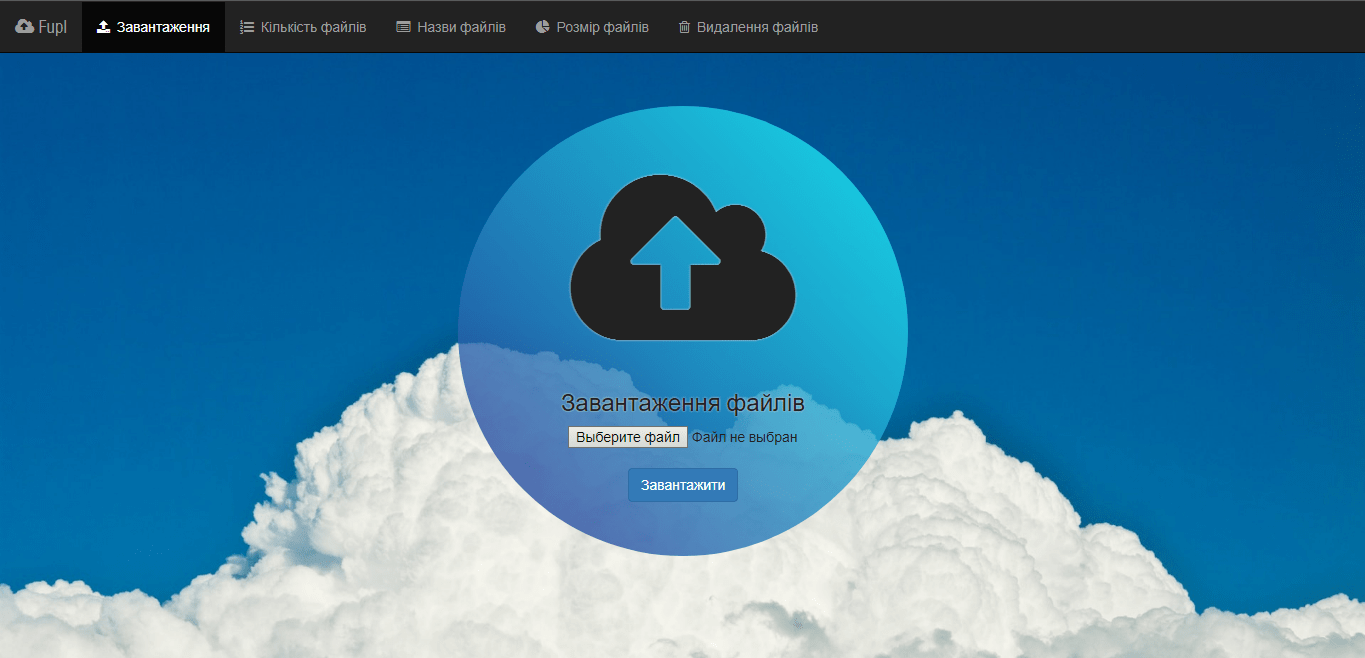 Fupl Завантаження Кількість файлів Назви файлів Розмір файлів Видалення файлів
Завантаження файлів
Выберите файл Файл не выбран
Завантажити